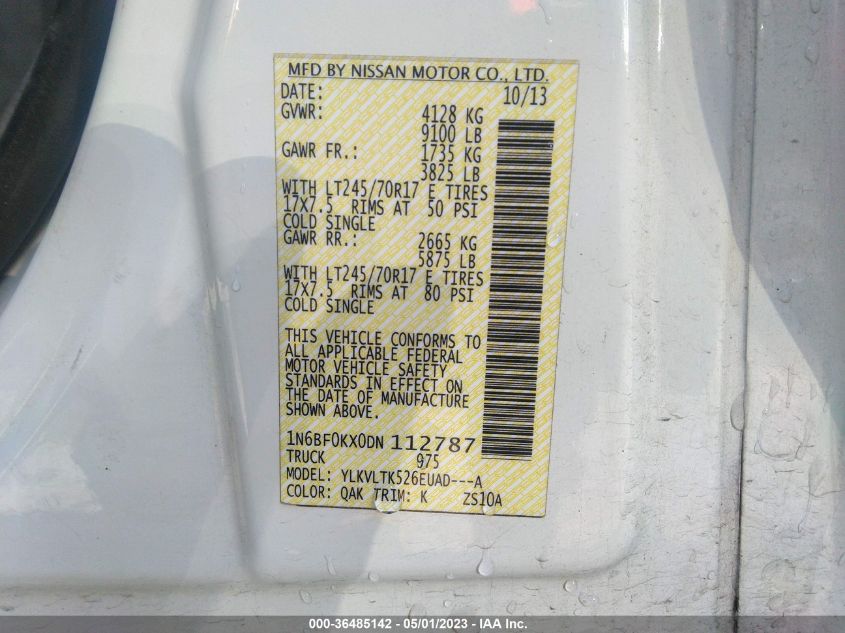 MFD BY NISSAN MOTOR CO., LTD.
DATE: 10/13
GVWR: 4128 KG
9100 LB
GAWR FR.: 1735 KG
3825 LB
WITH LT245/70R17 E TIRES
17X7.5 RIMS AT 50 PSI
COLD SINGLE
GAWR RR.: 2665 KG
5875 LB
WITH LT245/70R17 E TIRES
17X7.5 RIMS AT 80 PSI
COLD SINGLE
THIS VEHICLE CONFORMS TO
ALL APPLICABLE FEDERAL
MOTOR VEHICLE SAFETY
STANDARDS IN EFFECT ON
THE DATE OF MANUFACTURE
SHOWN ABOVE.
1N6BF0KX0DN 112787
TRUCK 975
MODEL: YLKVLTK526EUAD---A
COLOR: QAK TRIM: K ZS10A
000-36485142 - 05/01/2023 - IAA Inc.